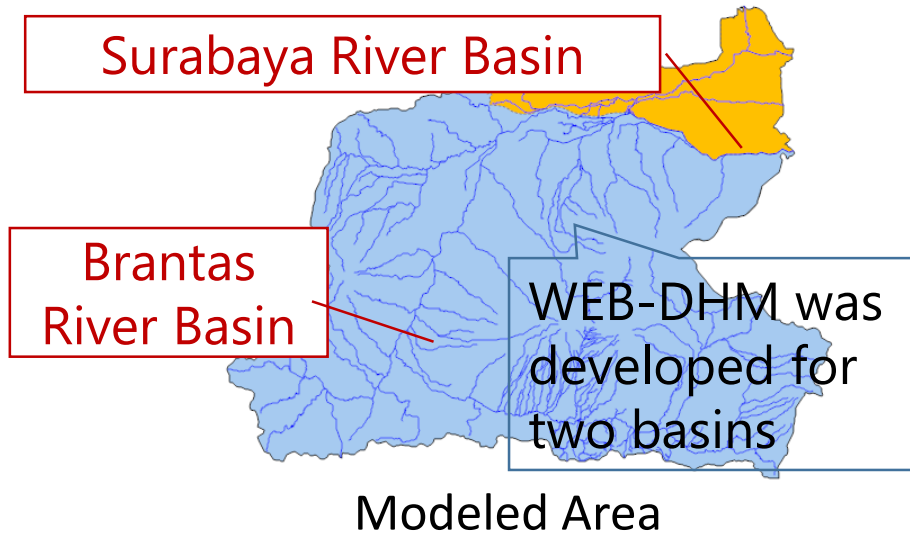 Surabaya River Basin
Brantas
River Basin
WEB-DHM was
developed for
two basins
Modeled Area